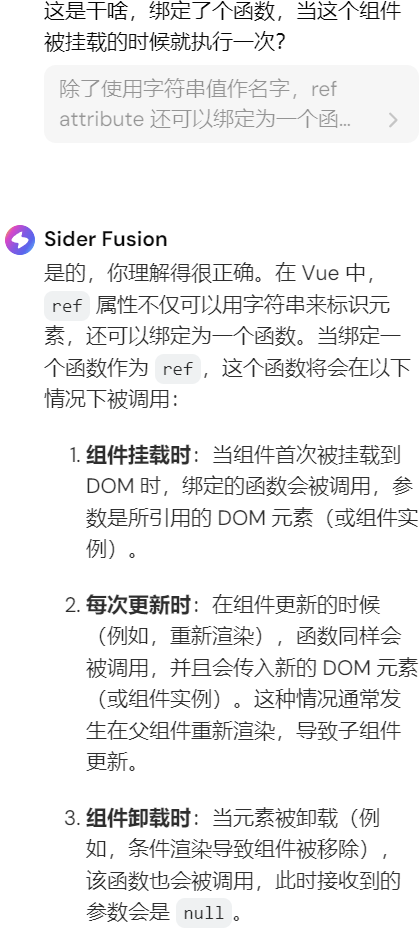 这是干啥，绑定了个函数，当这个组件
被挂载的时候就执行一次？
除了使用字符串值作名字，ref
attribute 还可以绑定为一个函...
Sider Fusion
是的，你理解得很正确。在 Vue 中，
ref 属性不仅可以用字符串来标识元
素，还可以绑定为一个函数。当绑定一
个函数作为 ref，这个函数将会在以下
情况下被调用：
1. 组件挂载时：当组件首次被挂载到
DOM 时，绑定的函数会被调用，参
数是所引用的 DOM 元素（或组件实
例）。
2. 每次更新时：在组件更新的时候
（例如，重新渲染），函数同样会
被调用，并且会传入新的 DOM 元素
（或组件实例）。这种情况通常发
生在父组件重新渲染，导致子组件
更新。
3. 组件卸载时：当元素被卸载（例
如，条件渲染导致组件被移除），
该函数也会被调用，此时接收到的
参数会是 null。